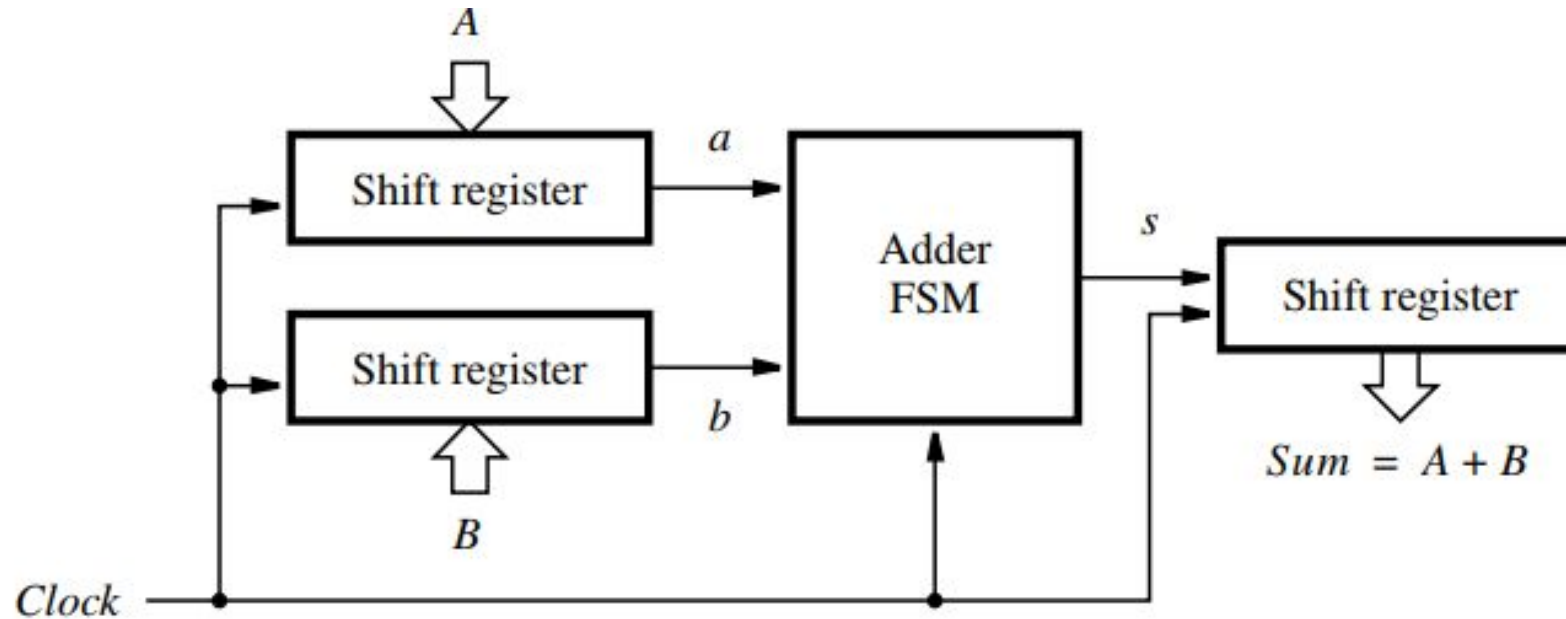 A
Shift register
a
Adder
FSM
s
Shift register
Shift register
b
B
Sum = A + B
Clock